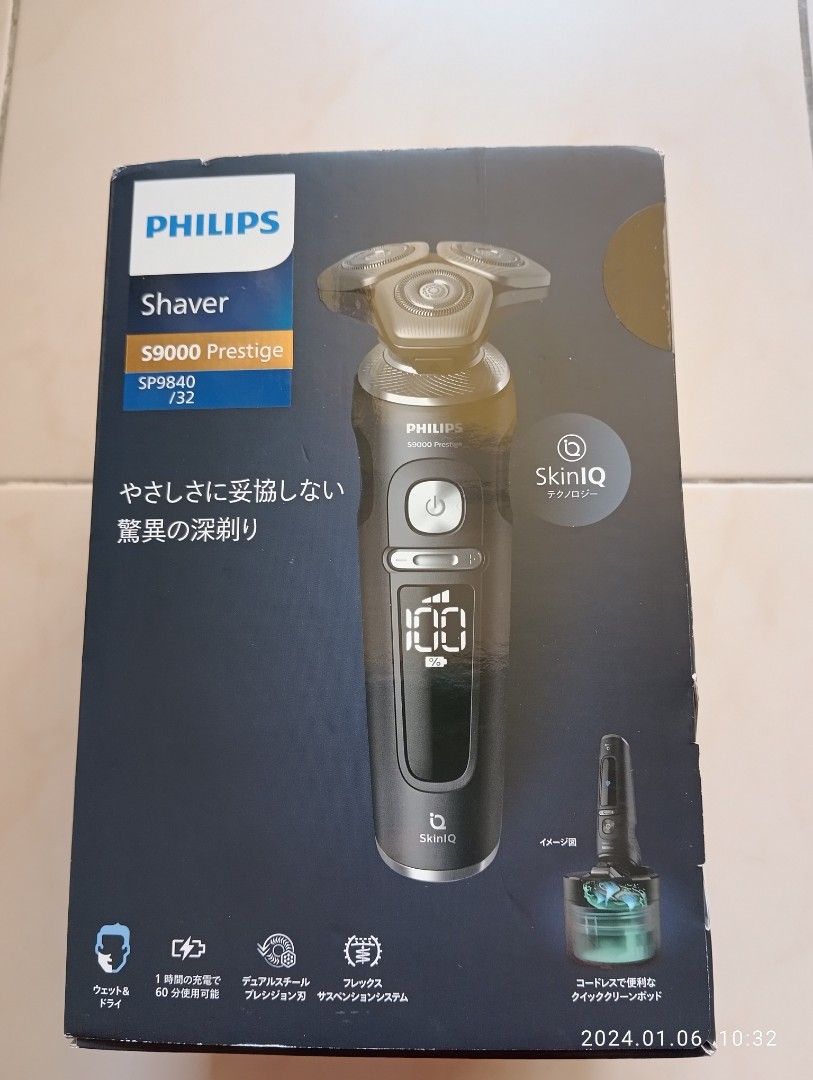 PHILIPS
Shaver
S9000 Prestige
SP9840
/32
やさしさに妥協しない
驚異の深剃り
PHILIPS
S9000 Prestige
SkinIQ
テクノロジー
100
%
SkinIQ
イメージ図
ウェット&
ドライ
1時間の充電で
60分使用可能
デュアルスチール
プレシジョン刃
フレックス
サスペンションシステム
コードレスで便利な
クイッククリーンポッド
2024.01.06 10:32